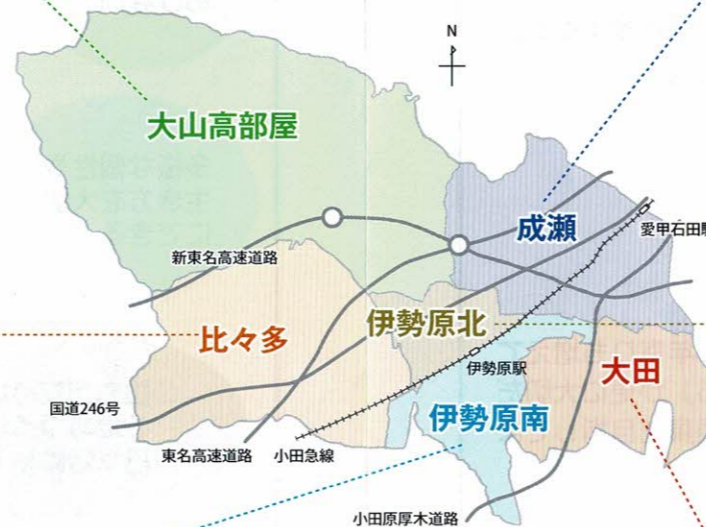 N
大山高部屋
成瀬
愛甲石田駅
新東名高速道路
伊勢原北
比々多
伊勢原駅
大田
国道246号
伊勢原南
東名高速道路
小田急線
小田原厚木道路